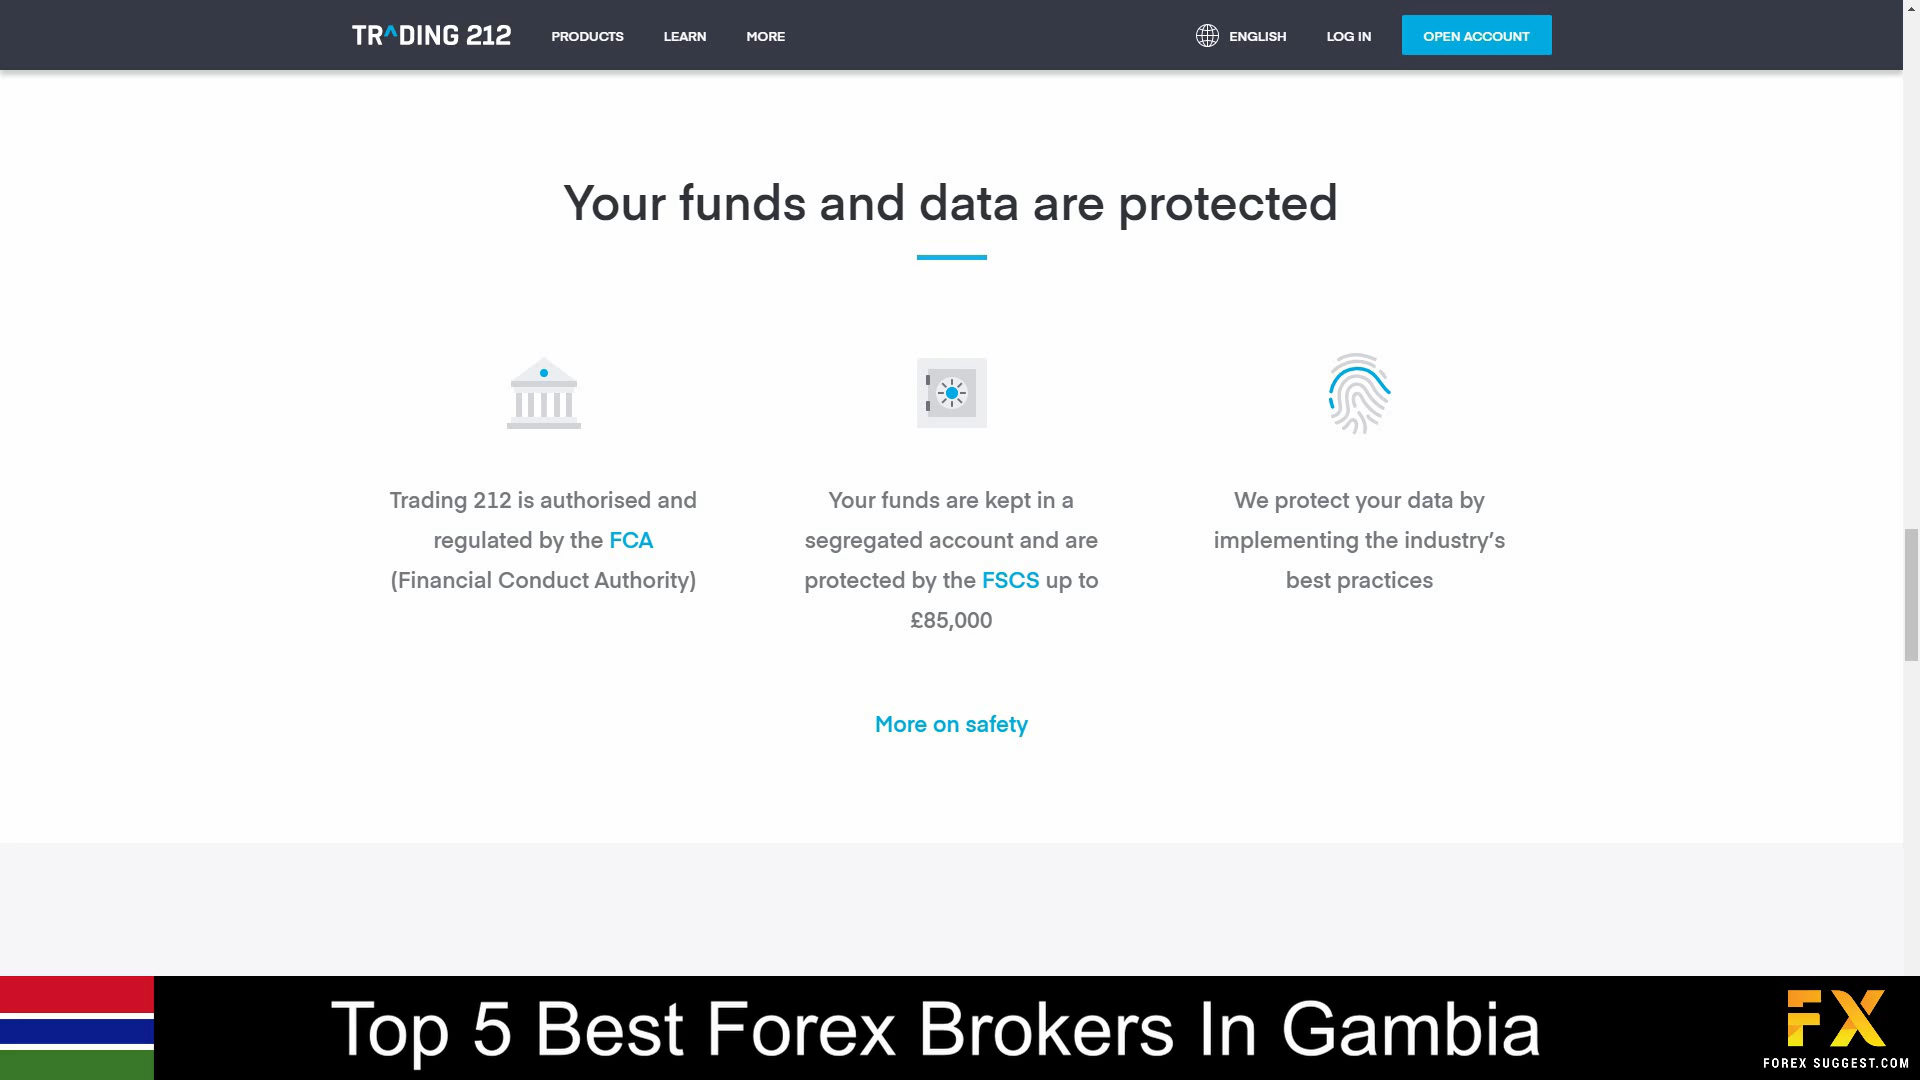 TRADING 212 PRODUCTS LEARN MORE ENGLISH LOG IN OPEN ACCOUNT
Your funds and data are protected
Trading 212 is authorised and
regulated by the FCA
(Financial Conduct Authority)
Your funds are kept in a
segregated account and are
protected by the FSCS up to
£85,000
We protect your data by
implementing the industry’s
best practices
More on safety
Top 5 Best Forex Brokers In Gambia
FX
FOREX SUGGEST.COM